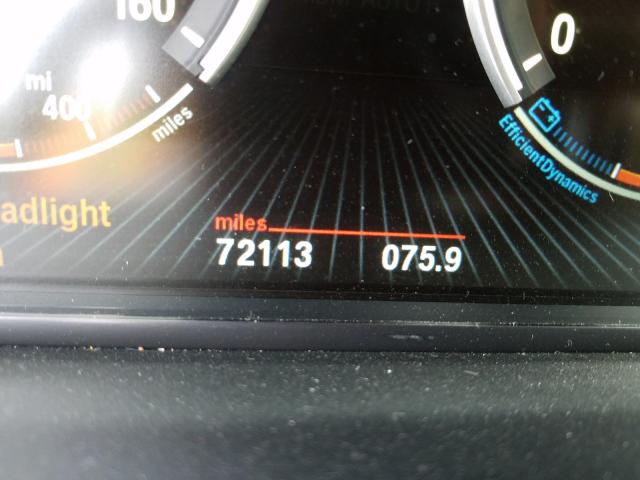 160
0
mi
400
miles
EfficientDynamics
adlight
miles
72113 075.9